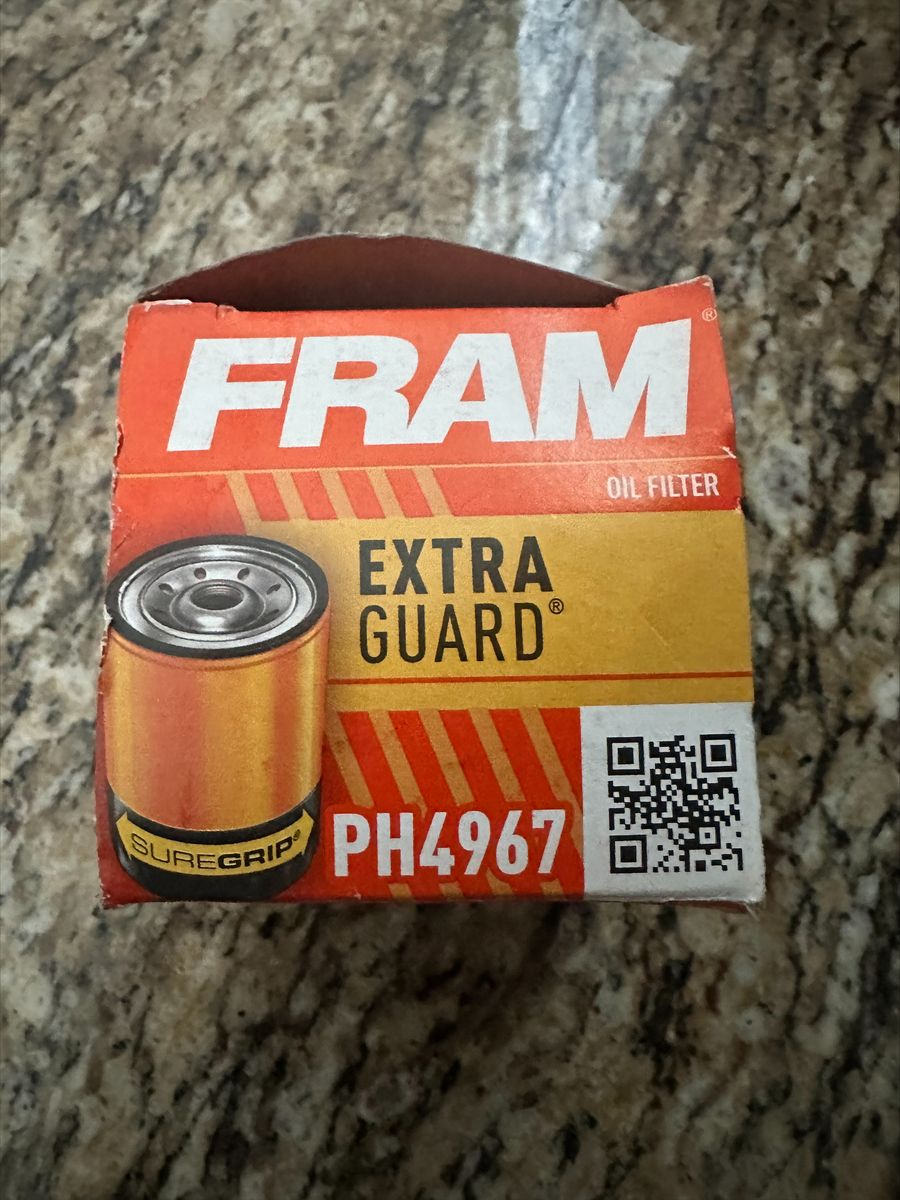 FRAM®
OIL FILTER
EXTRA
GUARD®
SUREGRIP®
PH4967